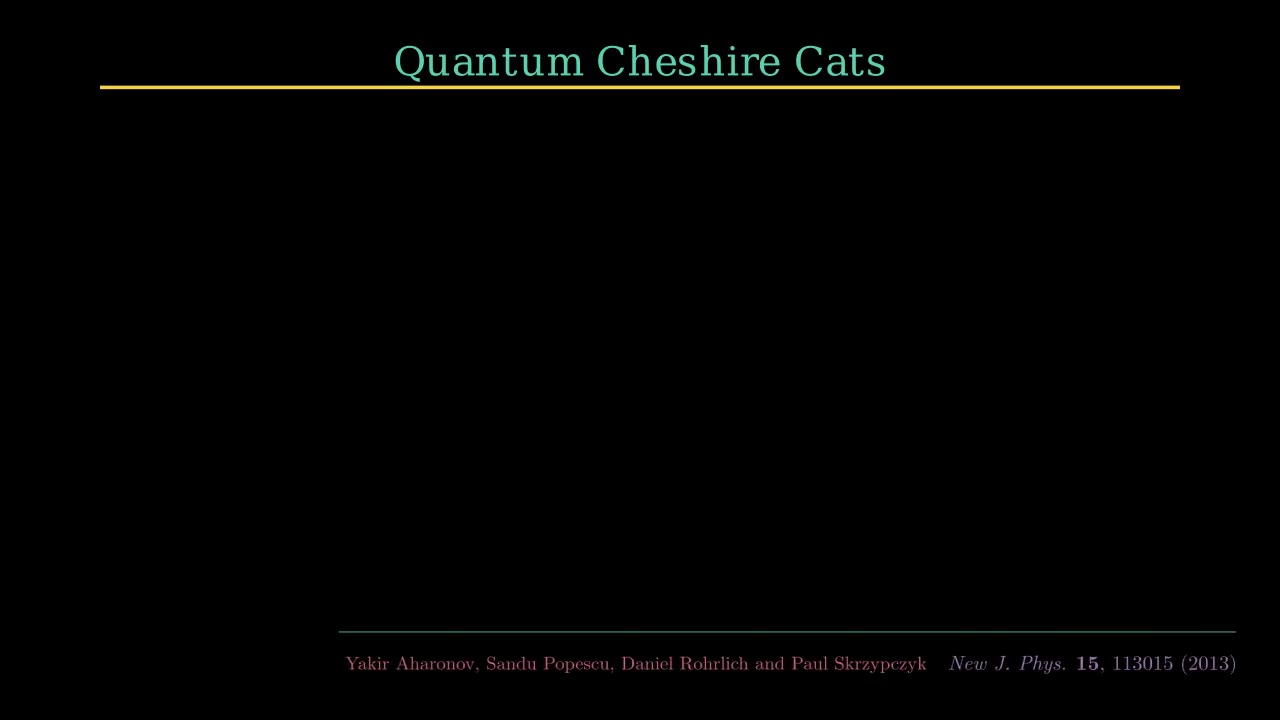 Quantum Cheshire Cats
Yakir Aharonov, Sandu Popescu, Daniel Rohrlich and Paul Skrzypczyk New J. Phys. 15, 113015 (2013)